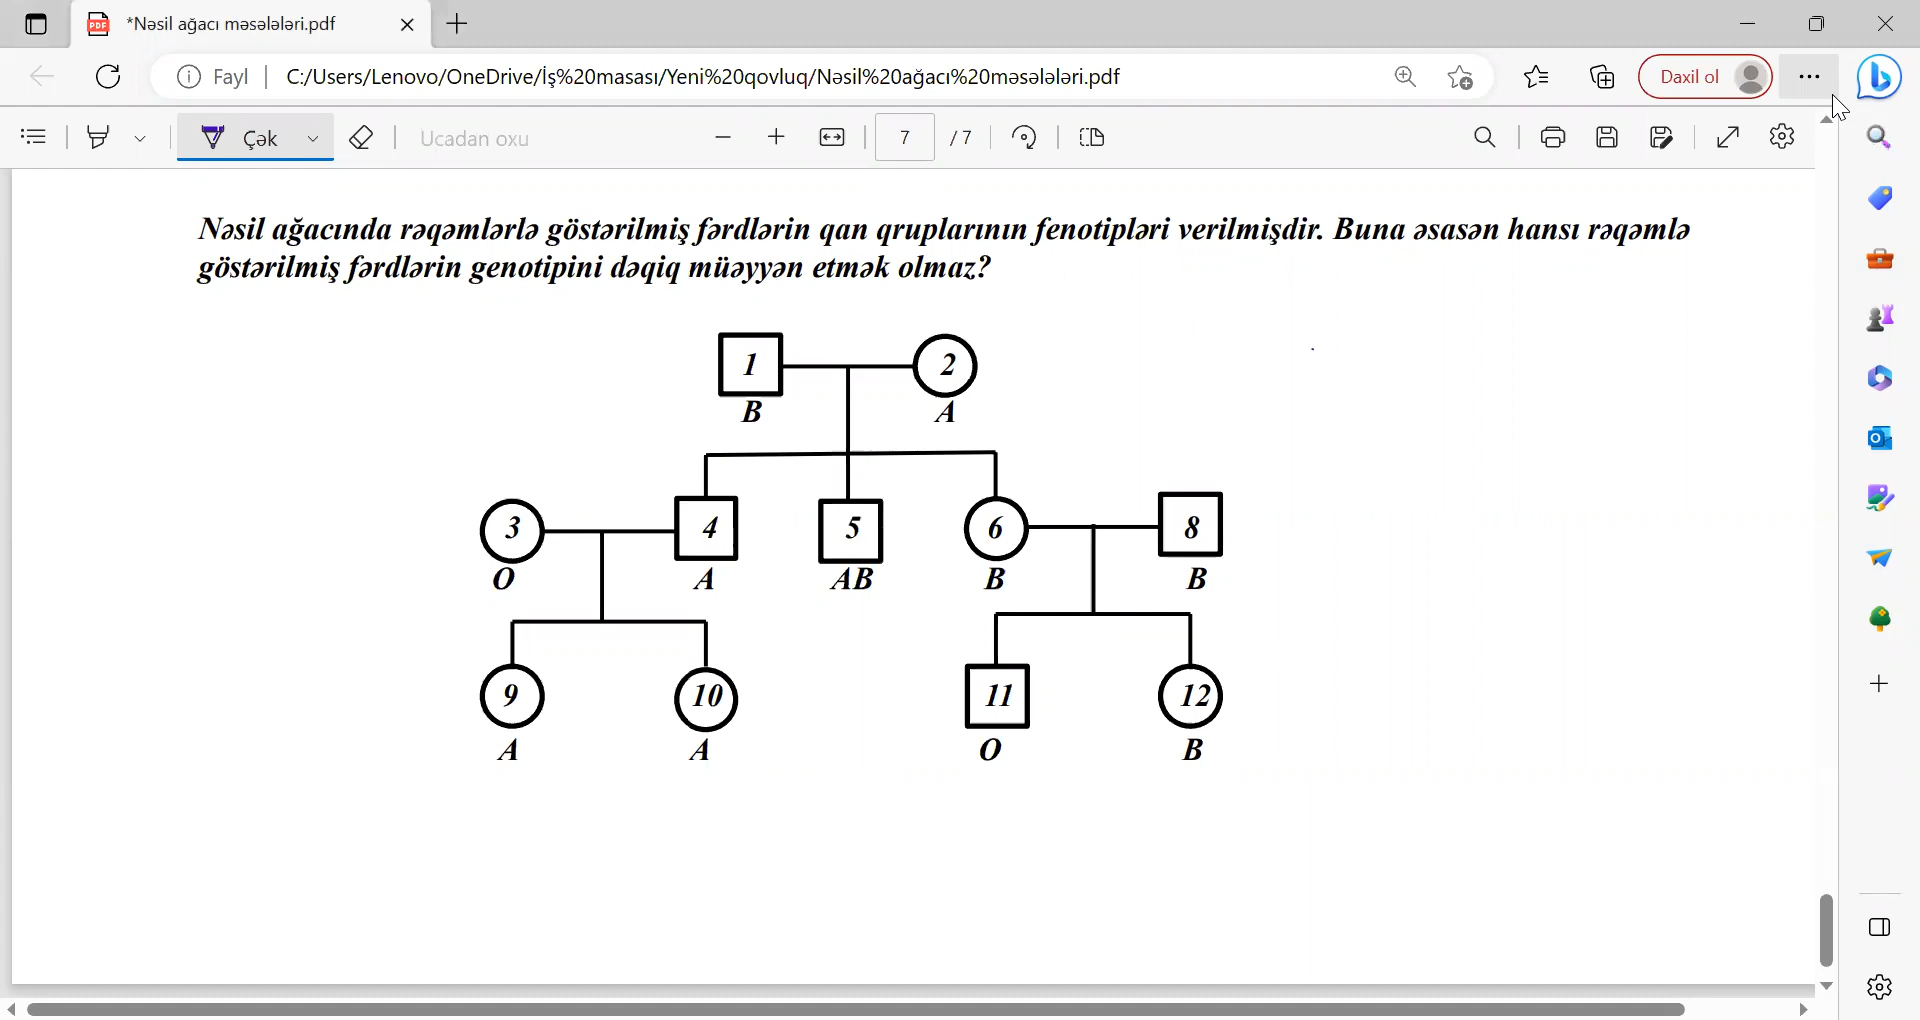 *Nəsil ağacı məsələləri.pdf
Fayl
C:/Users/Lenovo/OneDrive/İş%20masası/Yeni%20qovluq/Nəsil%20ağacı%20məsələləri.pdf
Daxil ol
Çək
Ucadan oxu
7 / 7
Nəsil ağacında rəqəmlərlə göstərilmiş fərdlərin qan qruplarının fenotipləri verilmişdir. Buna əsasən hansı rəqəmlə
göstərilmiş fərdlərin genotipini dəqiq müəyyən etmək olmaz?
1 2
B A
3 4 5 6 8
O A AB B B
9 10 11 12
A A O B